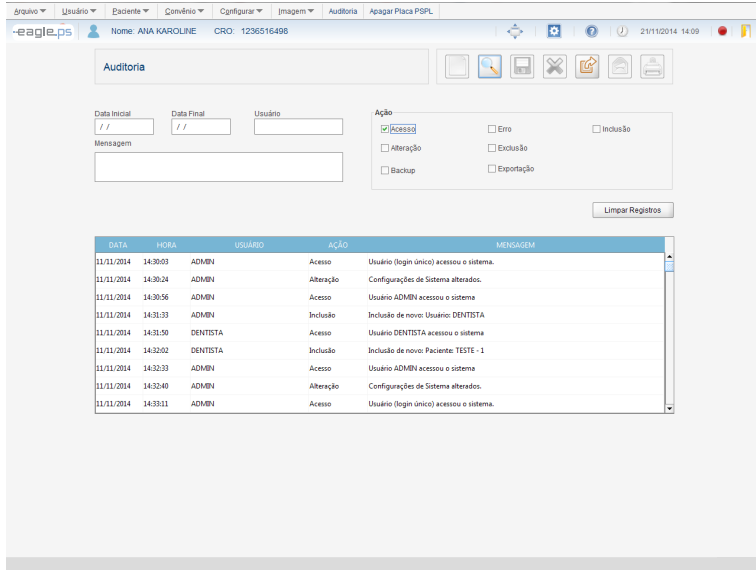 Arquivo Usuário Paciente Convênio Configurar Imagem Auditoria Apagar Placa PSPL
eagle.ps Nome: ANA KAROLINE CRO: 1236516498 21/11/2014 14:09
Auditoria
Data Inicial Data Final Usuário
/ / / /
Mensagem
Ação
Acesso Erro Inclusão
Alteração Exclusão
Backup Exportação
Limpar Registros
DATA HORA USUÁRIO AÇÃO MENSAGEM
11/11/2014 14:30:03 ADMIN Acesso Usuário (login único) acessou o sistema.
11/11/2014 14:30:24 ADMIN Alteração Configurações de Sistema alterados.
11/11/2014 14:30:56 ADMIN Acesso Usuário ADMIN acessou o sistema
11/11/2014 14:31:33 ADMIN Inclusão Inclusão de novo: Usuário: DENTISTA
11/11/2014 14:31:50 DENTISTA Acesso Usuário DENTISTA acessou o sistema
11/11/2014 14:32:02 DENTISTA Inclusão Inclusão de novo: Paciente: TESTE - 1
11/11/2014 14:32:33 ADMIN Acesso Usuário ADMIN acessou o sistema
11/11/2014 14:32:40 ADMIN Alteração Configurações de Sistema alterados.
11/11/2014 14:33:11 ADMIN Acesso Usuário (login único) acessou o sistema.